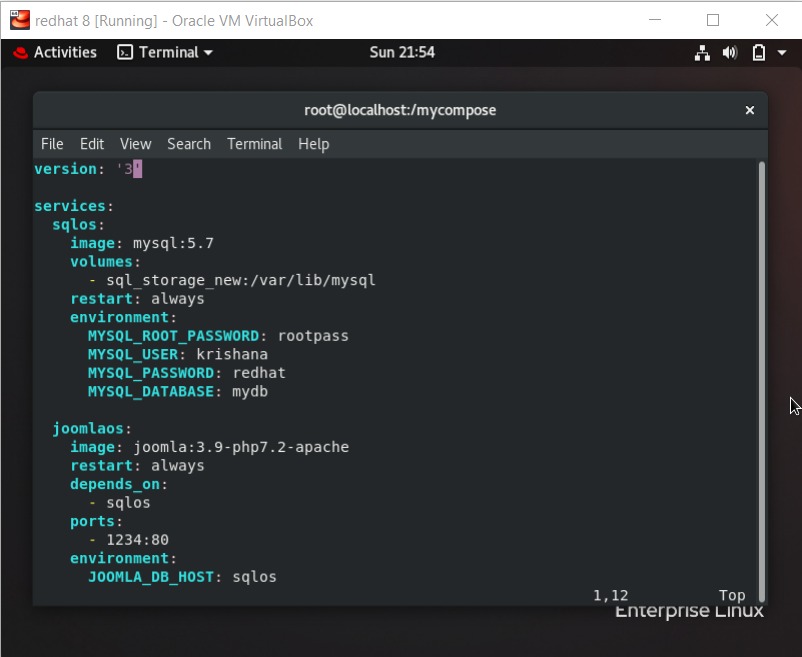 redhat 8 [Running] - Oracle VM VirtualBox
Activities Terminal Sun 21:54
root@localhost:/mycompose
File Edit View Search Terminal Help
version: '3'
services:
  sqlos:
    image: mysql:5.7
    volumes:
      - sql_storage_new:/var/lib/mysql
    restart: always
    environment:
      MYSQL_ROOT_PASSWORD: rootpass
      MYSQL_USER: krishana
      MYSQL_PASSWORD: redhat
      MYSQL_DATABASE: mydb
  joomlaos:
    image: joomla:3.9-php7.2-apache
    restart: always
    depends_on:
      - sqlos
    ports:
      - 1234:80
    environment:
      JOOMLA_DB_HOST: sqlos
1,12 Top
Enterprise Linux